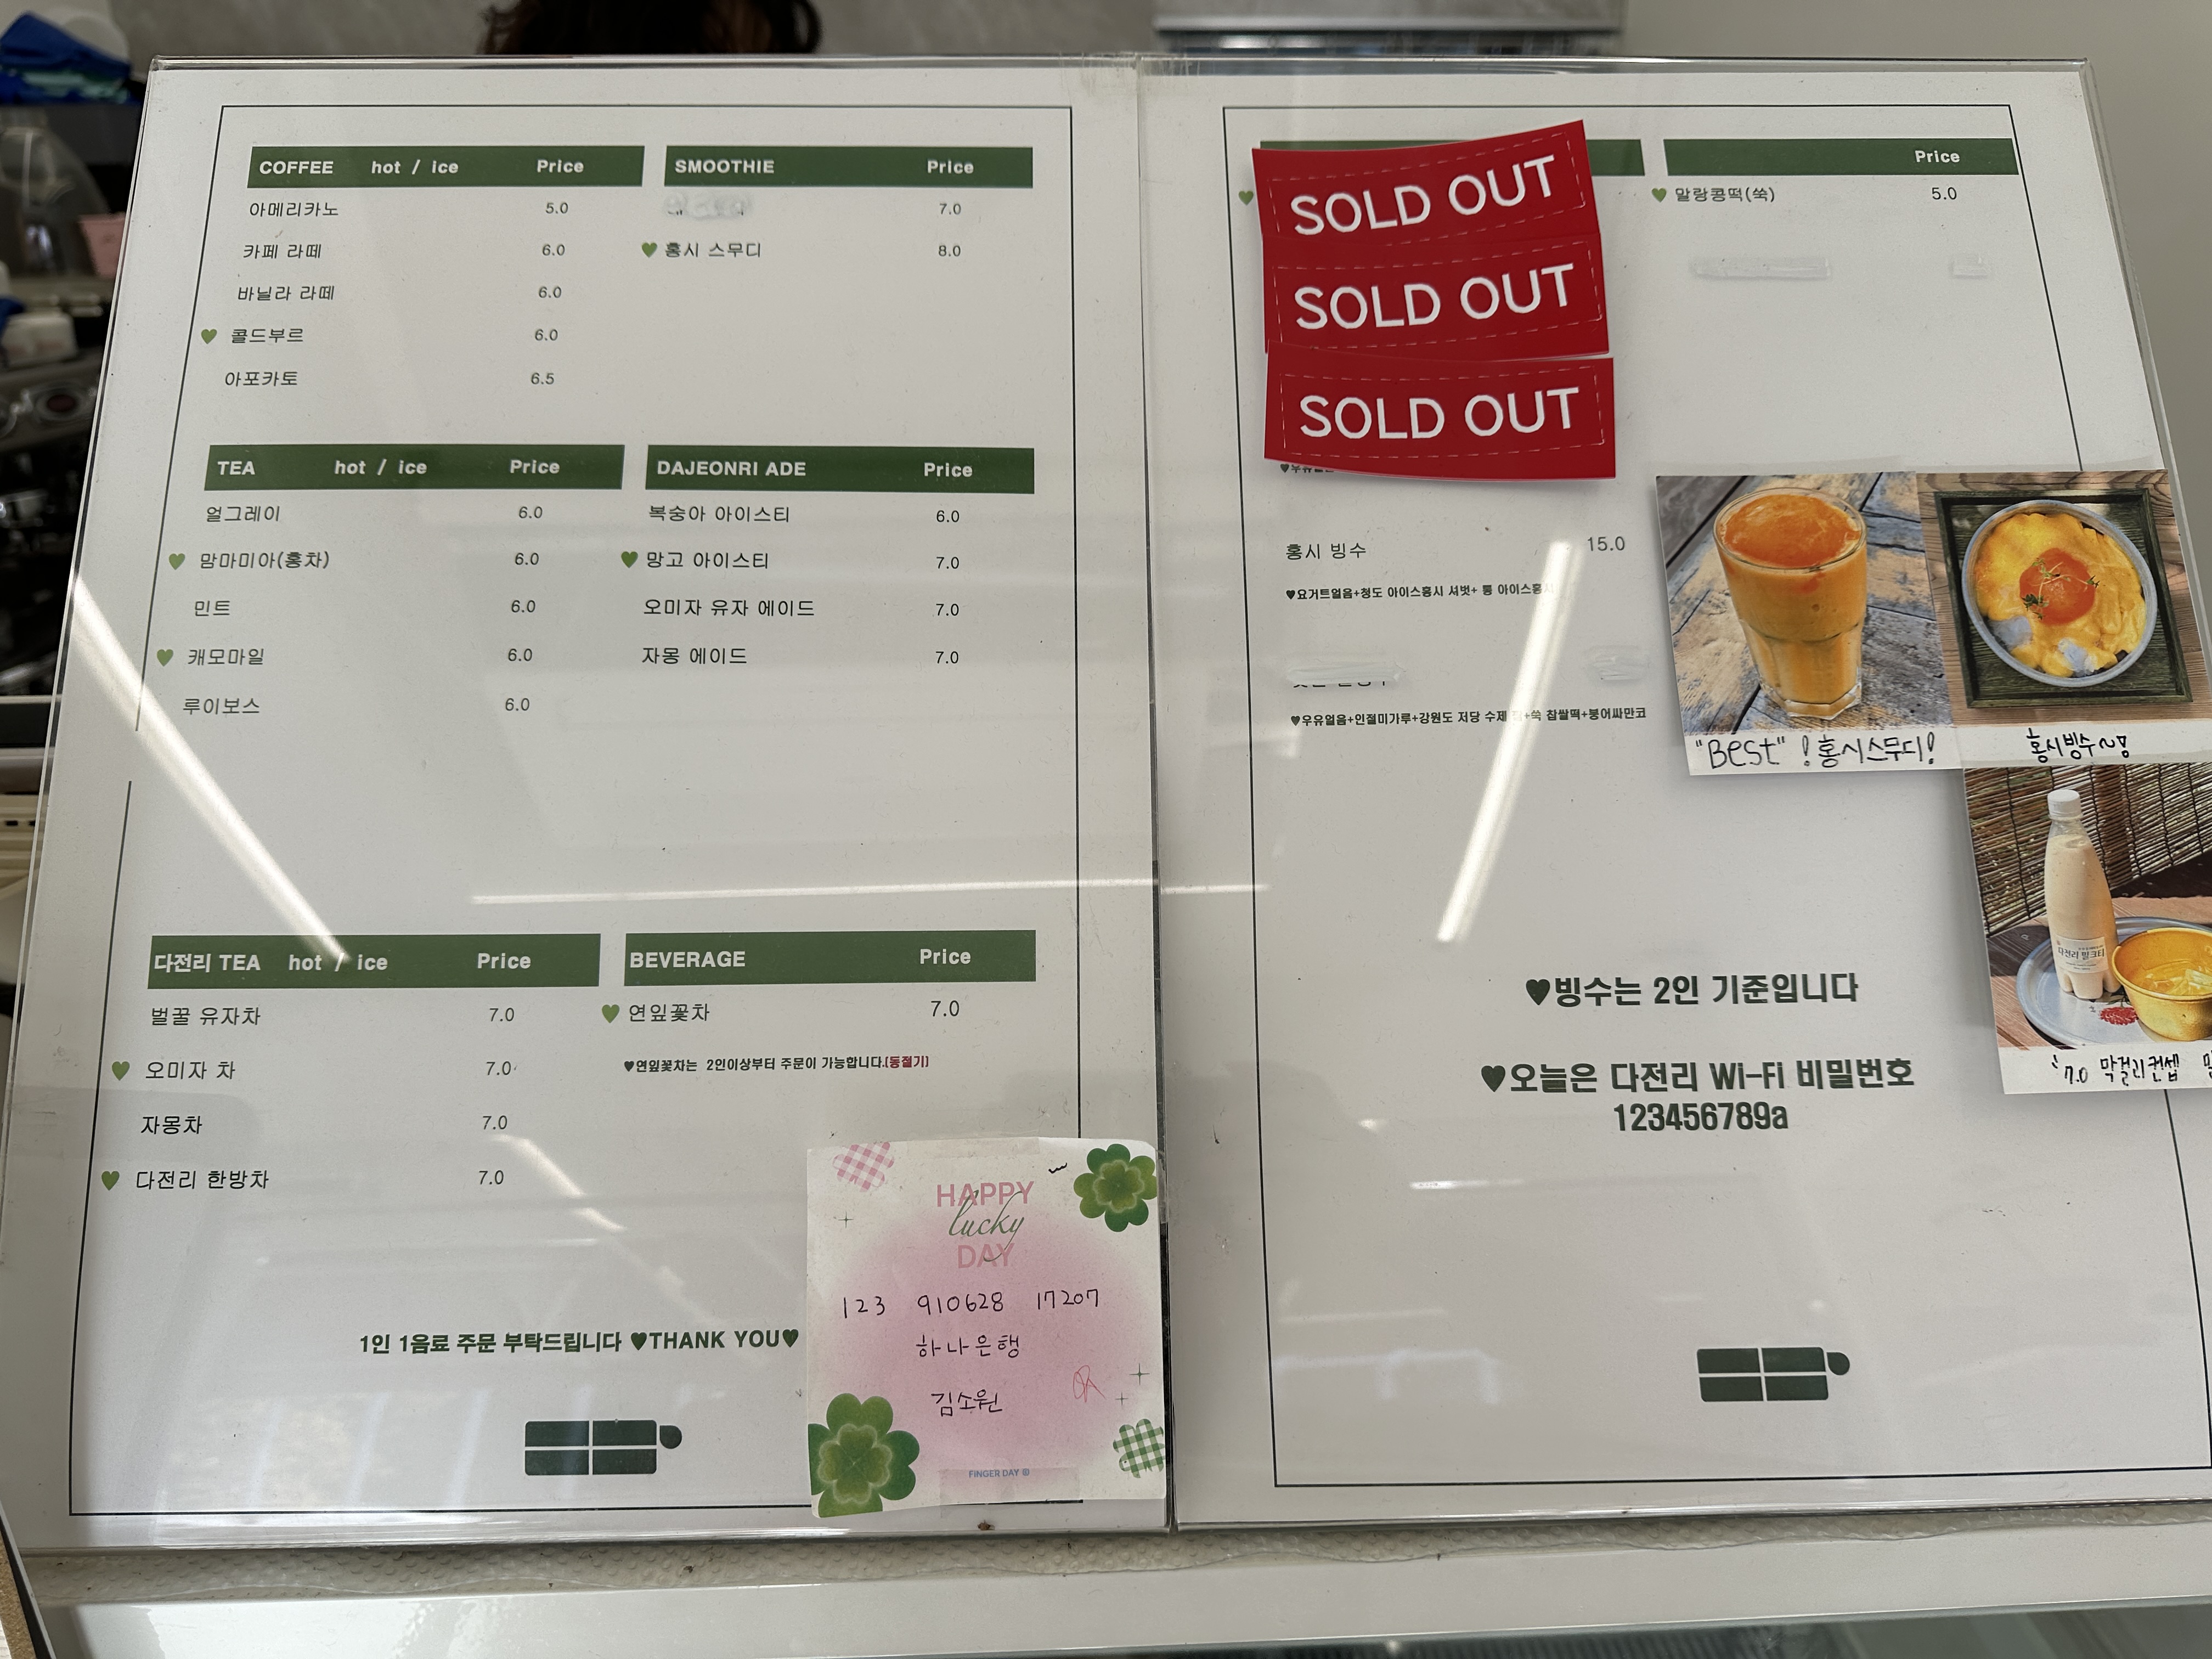 COFFEE hot / ice Price
아메리카노 5.0
카페 라떼 6.0
바닐라 라떼 6.0
콜드부르 6.0
아포카토 6.5
SMOOTHIE Price
7.0
홍시 스무디 8.0
TEA hot / ice Price
얼그레이 6.0
맘마미아(홍차) 6.0
민트 6.0
캐모마일 6.0
루이보스 6.0
DAJEONRI ADE Price
복숭아 아이스티 6.0
망고 아이스티 7.0
오미자 유자 에이드 7.0
자몽 에이드 7.0
다전리 TEA hot / ice Price
벌꿀 유자차 7.0
오미자 차 7.0
자몽차 7.0
다전리 한방차 7.0
BEVERAGE Price
연잎꽃차 7.0
♥연잎꽃차는 2인이상부터 주문이 가능합니다.(동절기)
1인 1음료 주문 부탁드립니다 ♥THANK YOU♥
HAPPY
lucky
DAY
123 910628 17207
하나은행
김소원
FINGER DAY
SOLD OUT
SOLD OUT
SOLD OUT
Price
말랑콩떡(쑥) 5.0
홍시 빙수 15.0
♥요거트얼음+청도 아이스홍시 셔벗+ 통 아이스홍시
♥우유얼음+인절미가루+강원도 저당 수제 쑥 찹쌀떡+붕어싸만코
"Best" ! 홍시스무디!
홍시빙수~!
다전리 밀크티
7.0 막걸리컨셉
♥빙수는 2인 기준입니다
♥오늘은 다전리 Wi-Fi 비밀번호
123456789a